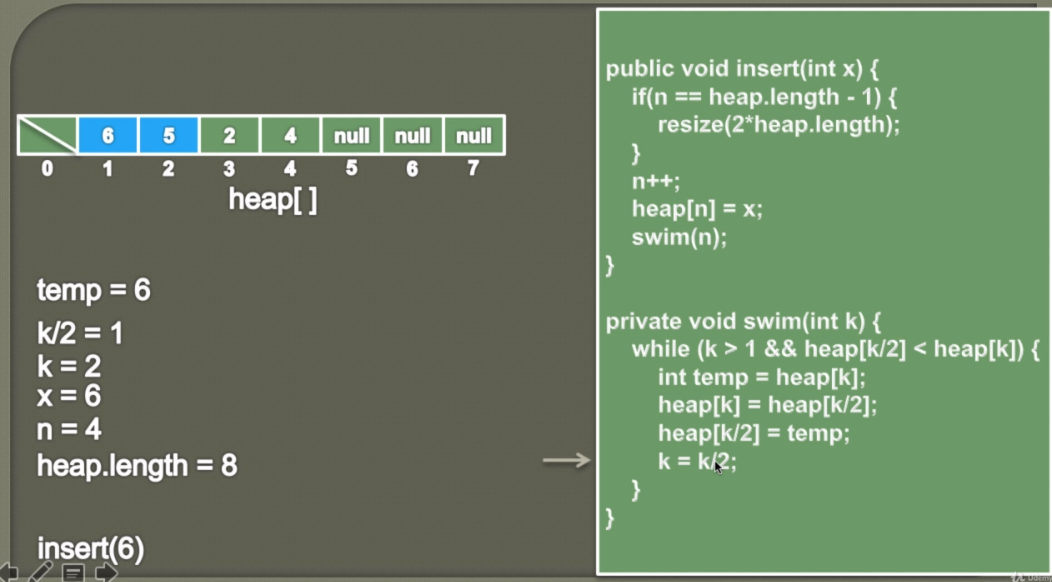 6 5 2 4 null null null
0 1 2 3 4 5 6 7
heap[ ]
temp = 6
k/2 = 1
k = 2
x = 6
n = 4
heap.length = 8
insert(6)
public void insert(int x) {
if(n == heap.length - 1) {
resize(2*heap.length);
}
n++;
heap[n] = x;
swim(n);
}
private void swim(int k) {
while (k > 1 && heap[k/2] < heap[k]) {
int temp = heap[k];
heap[k] = heap[k/2];
heap[k/2] = temp;
k = k/2;
}
}
Udemy